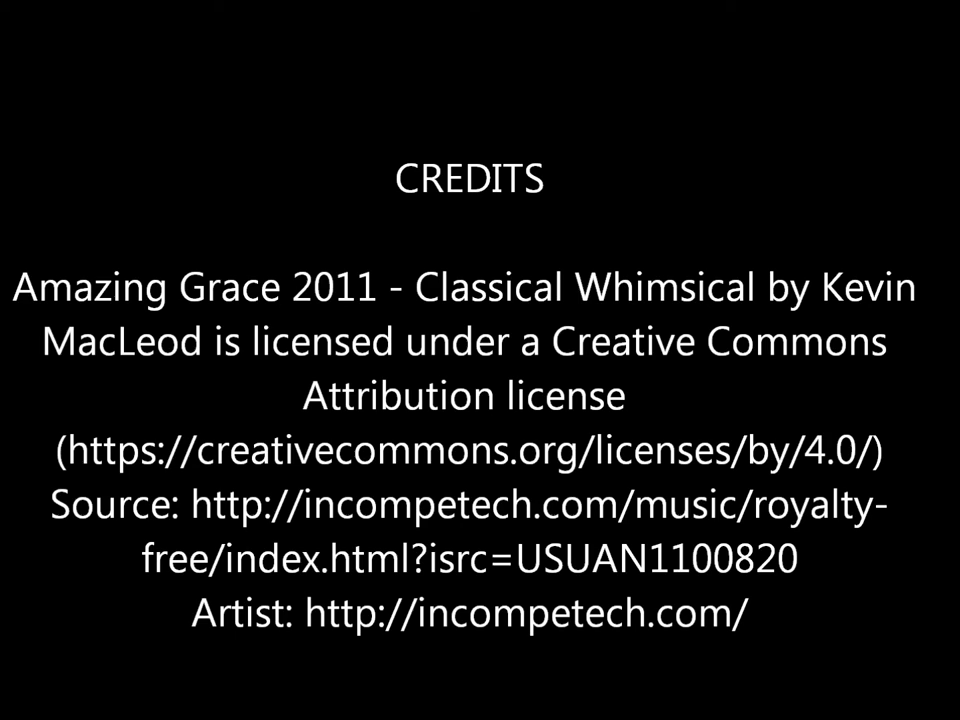 CREDITS
Amazing Grace 2011 - Classical Whimsical by Kevin
MacLeod is licensed under a Creative Commons
Attribution license
(https://creativecommons.org/licenses/by/4.0/)
Source: http://incompetech.com/music/royalty-
free/index.html?isrc=USUAN1100820
Artist: http://incompetech.com/